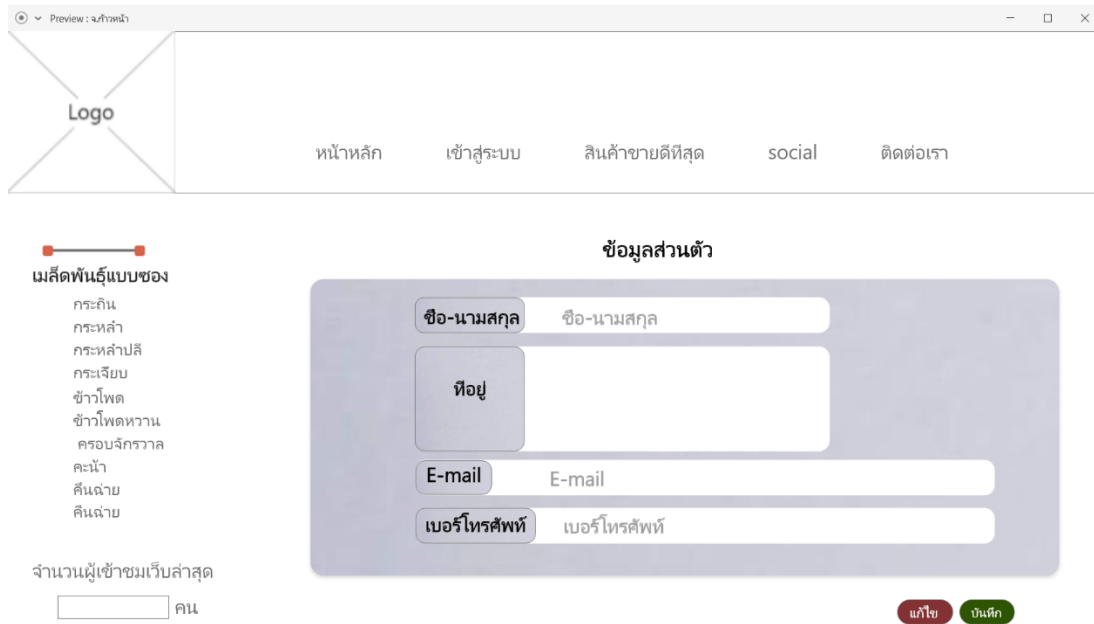 Preview : จ.ก้าวหน้า
Logo
หน้าหลัก เข้าสู่ระบบ สินค้าขายดีที่สุด social ติดต่อเรา
เมล็ดพันธุ์แบบซอง
กระถิน
กระหล่ำ
กระหล่ำปลี
กระเจียบ
ข้าวโพด
ข้าวโพดหวาน
ครอบจักรวาล
คะน้า
คื่นฉ่าย
คื่นฉ่าย
จำนวนผู้เข้าชมเว็บล่าสุด
คน
ข้อมูลส่วนตัว
ชื่อ-นามสกุล ชื่อ-นามสกุล
ที่อยู่
E-mail E-mail
เบอร์โทรศัพท์ เบอร์โทรศัพท์
แก้ไข บันทึก